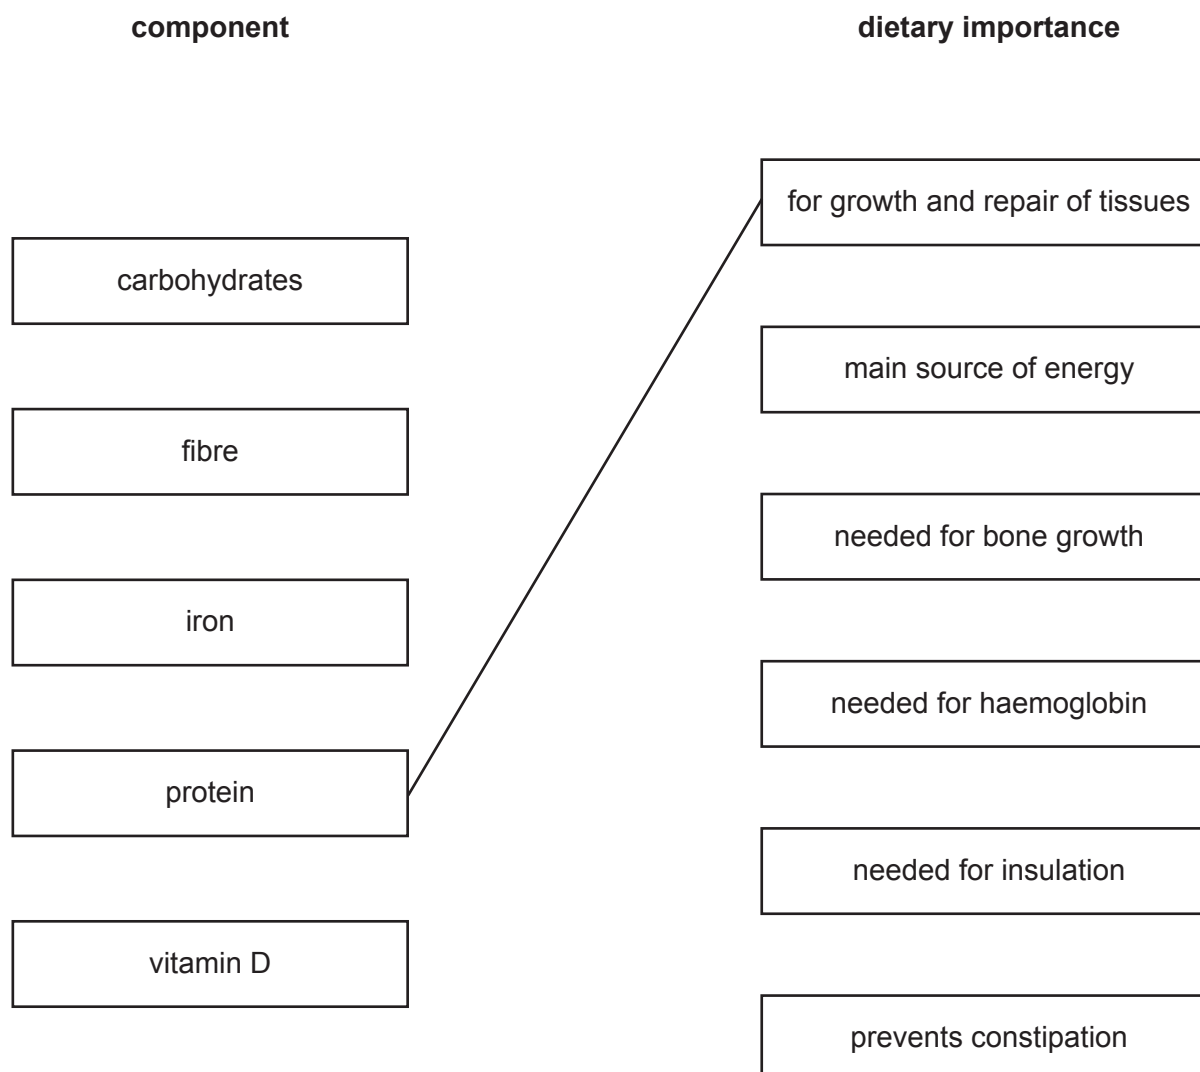 component
dietary importance
carbohydrates
fibre
iron
protein
vitamin D
for growth and repair of tissues
main source of energy
needed for bone growth
needed for haemoglobin
needed for insulation
prevents constipation